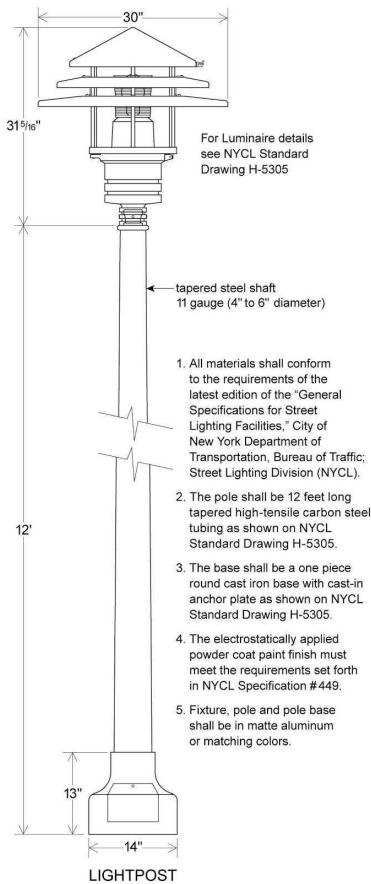 30"
31 5/16"
For Luminaire details
see NYCL Standard
Drawing H-5305
tapered steel shaft
11 gauge (4" to 6" diameter)
1. All materials shall conform
to the requirements of the
latest edition of the “General
Specifications for Street
Lighting Facilities,” City of
New York Department of
Transportation, Bureau of Traffic;
Street Lighting Division (NYCL).
2. The pole shall be 12 feet long
tapered high-tensile carbon steel
tubing as shown on NYCL
Standard Drawing H-5305.
12'
3. The base shall be a one piece
round cast iron base with cast-in
anchor plate as shown on NYCL
Standard Drawing H-5305.
4. The electrostatically applied
powder coat paint finish must
meet the requirements set forth
in NYCL Specification #449.
5. Fixture, pole and pole base
shall be in matte aluminum
or matching colors.
13"
14"
LIGHTPOST